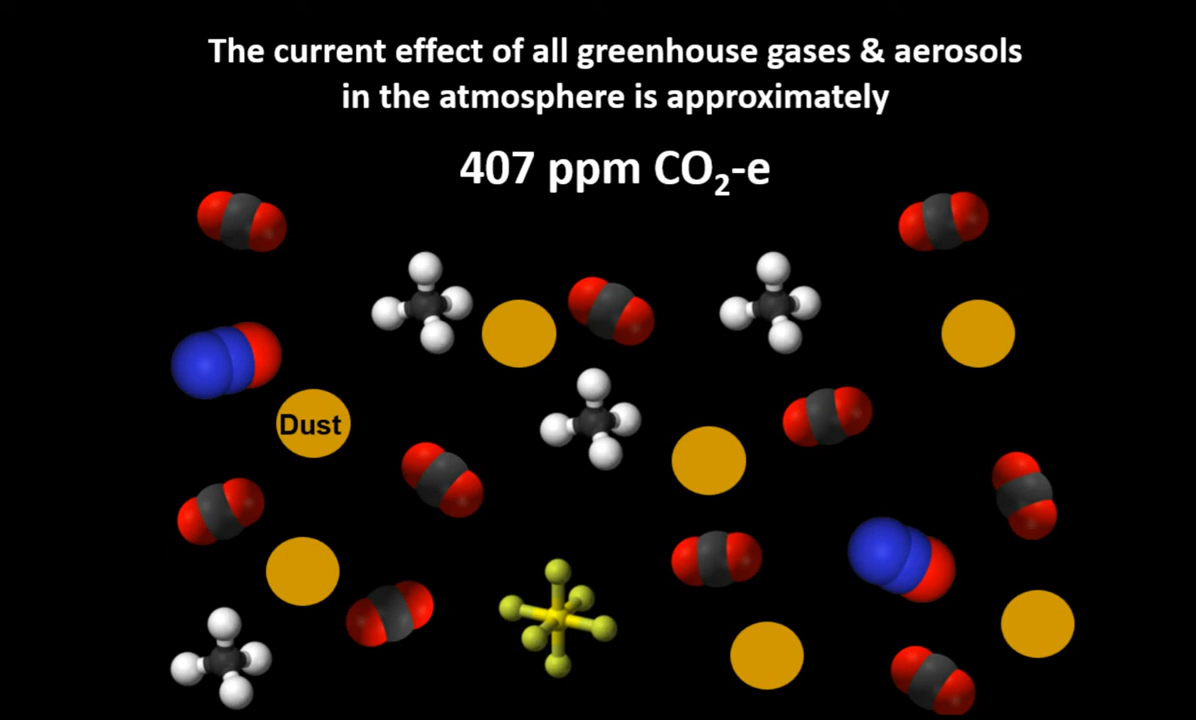 The current effect of all greenhouse gases & aerosols
in the atmosphere is approximately
407 ppm CO₂-e
Dust